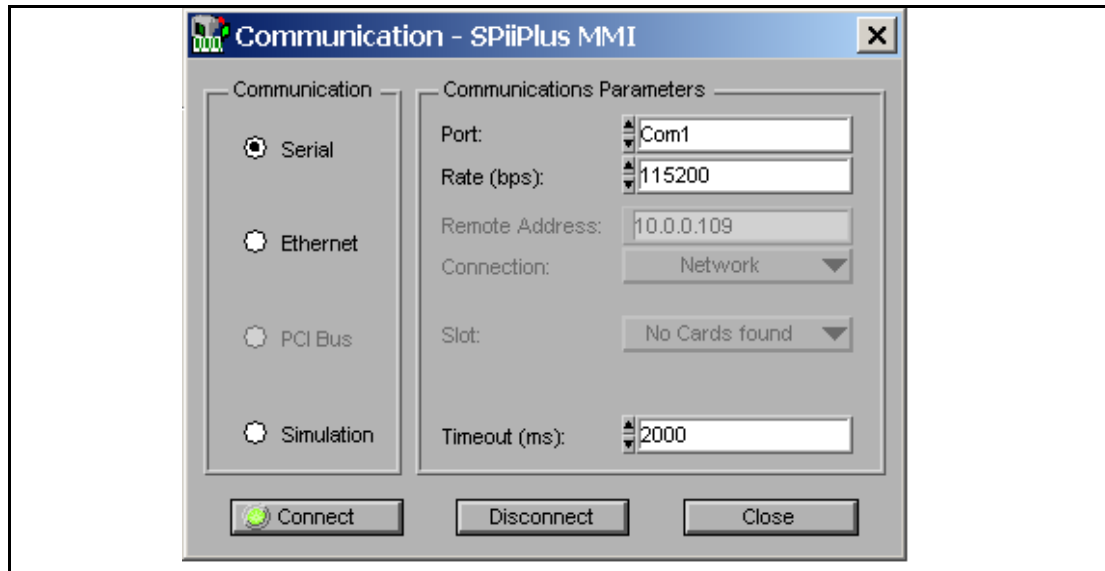 Communication - SPiiPlus MMI
Communication
Serial
Ethernet
PCI Bus
Simulation
Communications Parameters
Port: Com1
Rate (bps): 115200
Remote Address: 10.0.0.109
Connection: Network
Slot: No Cards found
Timeout (ms): 2000
Connect Disconnect Close